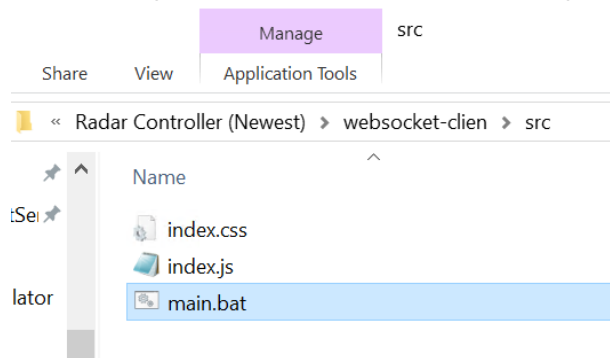 Manage src
Share View Application Tools
« Radar Controller (Newest) > websocket-clien > src
Name
tSer
index.css
index.js
lator
main.bat